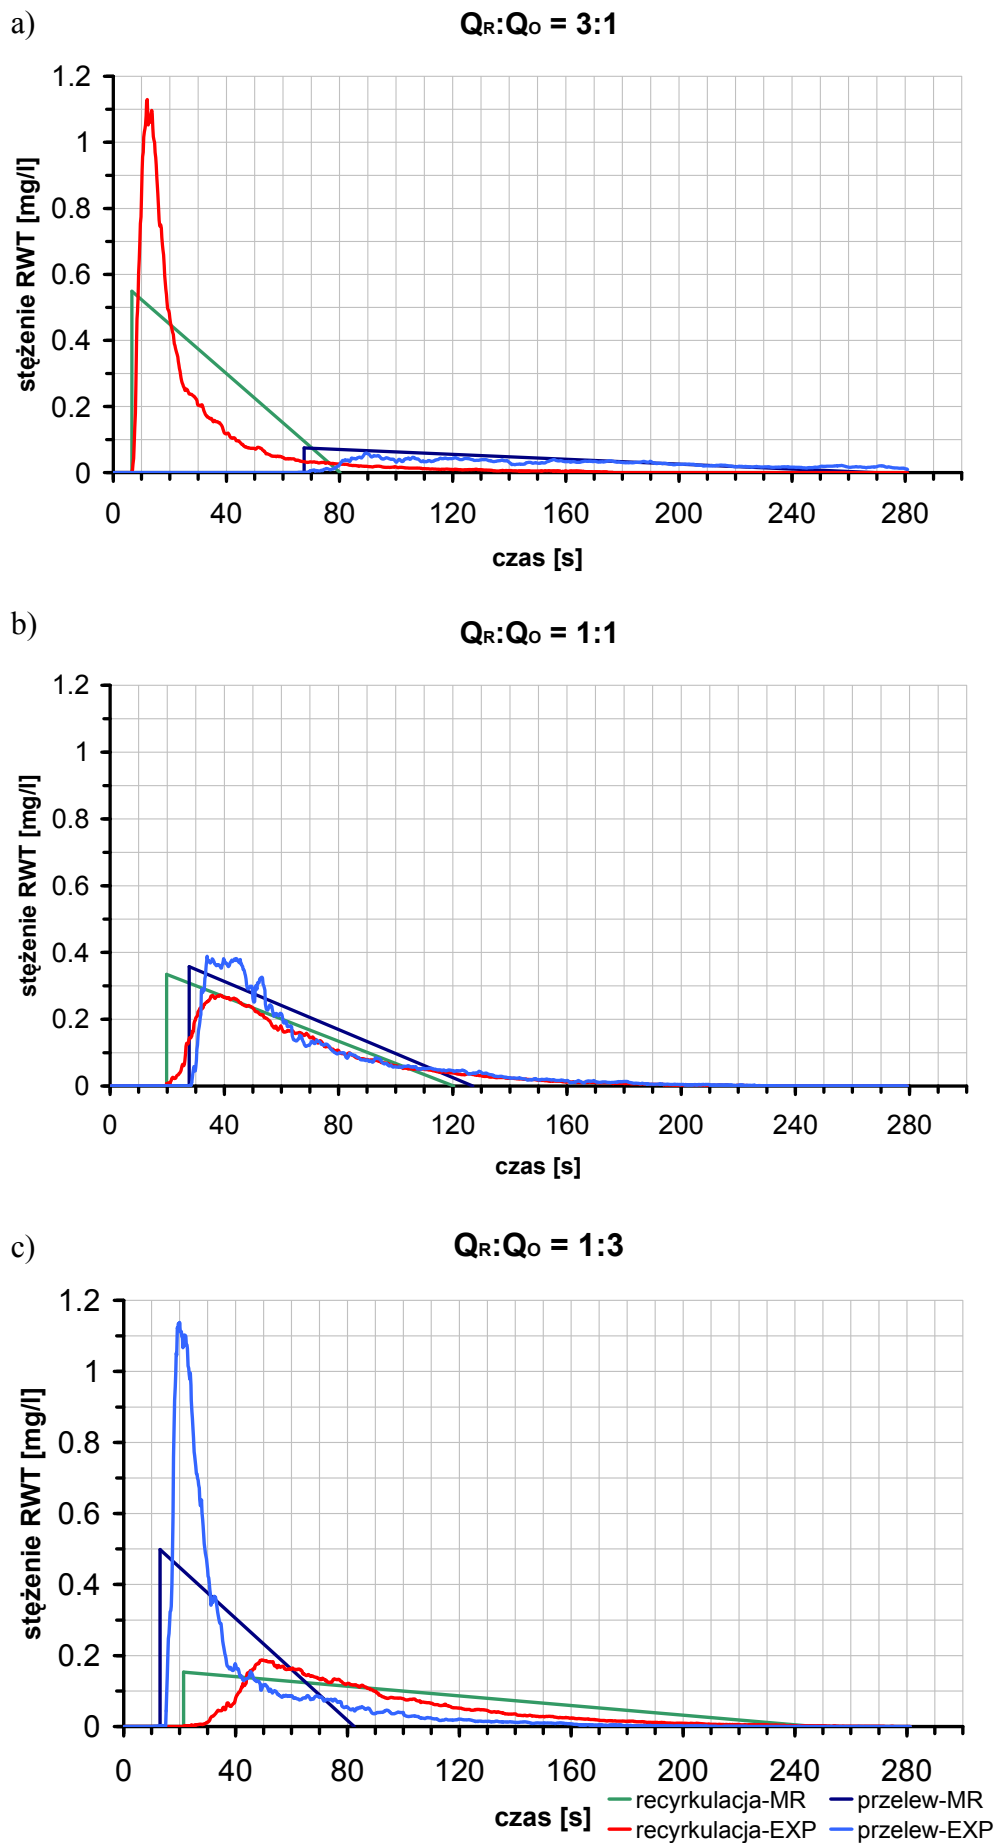 a)
QR:QO = 3:1
1.2
1
0.8
0.6
0.4
0.2
0
stężenie RWT [mg/l]
0 40 80 120 160 200 240 280
czas [s]
b)
QR:QO = 1:1
1.2
1
0.8
0.6
0.4
0.2
0
stężenie RWT [mg/l]
0 40 80 120 160 200 240 280
czas [s]
c)
QR:QO = 1:3
1.2
1
0.8
0.6
0.4
0.2
0
stężenie RWT [mg/l]
0 40 80 120 160 200 240 280
czas [s]
recyrkulacja-MR przelew-MR
recyrkulacja-EXP przelew-EXP